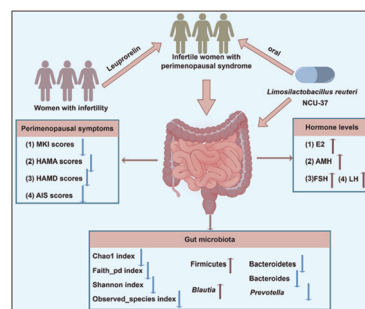 Leuprorelin
Infertile women with
perimenopausal syndrome
oral
Women with infertility
Limosilactobacillus reuteri
NCU-37
Perimenopausal symptoms
(1) MKI scores
(2) HAMA scores
(3) HAMD scores
(4) AIS scores
Hormone levels
(1) E2
(2) AMH
(3)FSH (4) LH
Gut microbiota
Chao1 index
Faith_pd index
Shannon index
Observed_species index
Firmicutes
Blautia
Bacteroidetes
Bacteroides
Prevotella